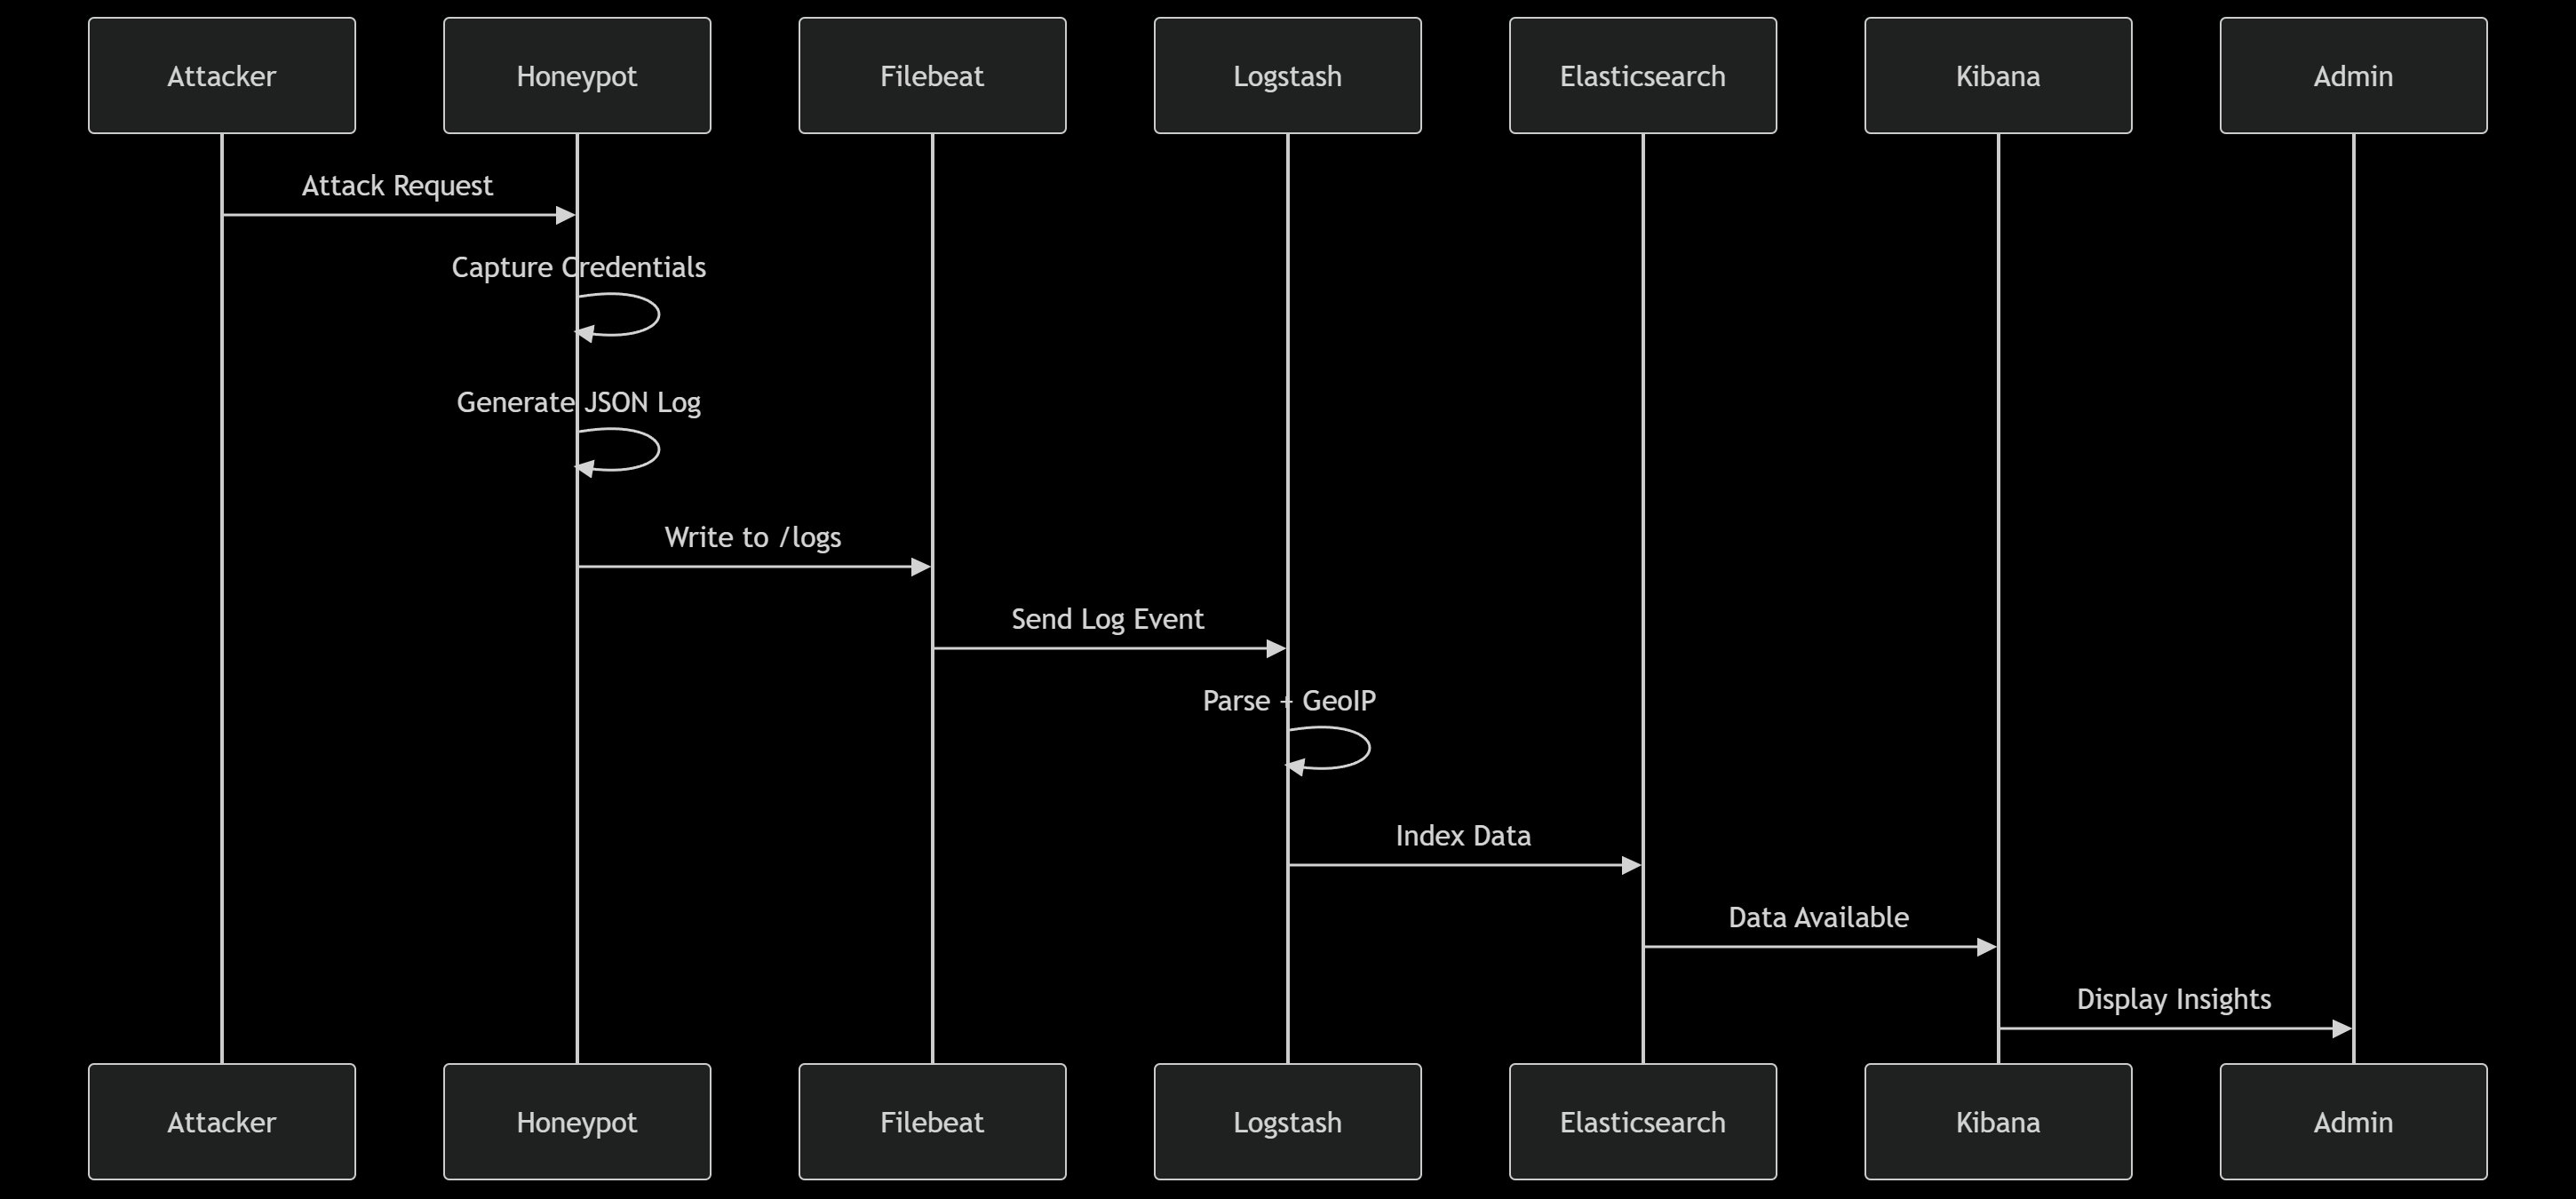 Attacker
Honeypot
Filebeat
Logstash
Elasticsearch
Kibana
Admin
Attack Request
Capture Credentials
Generate JSON Log
Write to /logs
Send Log Event
Parse + GeoIP
Index Data
Data Available
Display Insights
Attacker
Honeypot
Filebeat
Logstash
Elasticsearch
Kibana
Admin